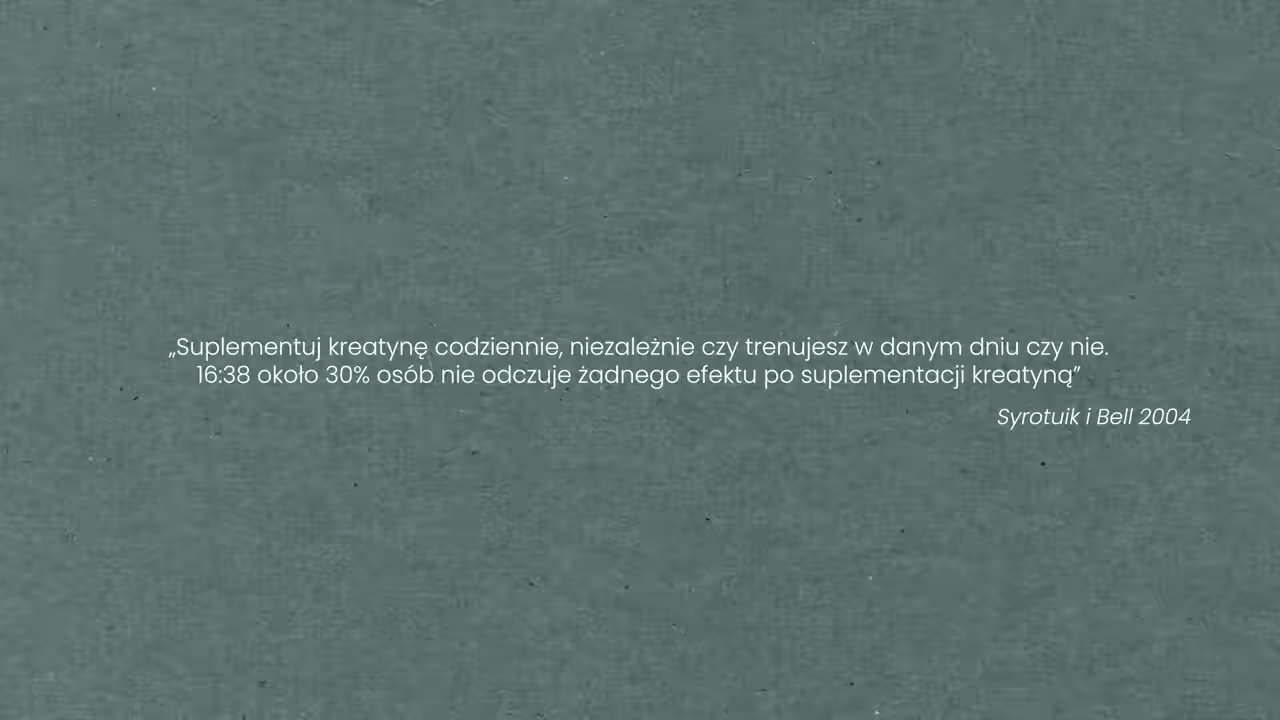 „Suplementuj kreatynę codziennie, niezależnie czy trenujesz w danym dniu czy nie.
16:38 około 30% osób nie odczuje żadnego efektu po suplementacji kreatyną”
Syrotuik i Bell 2004